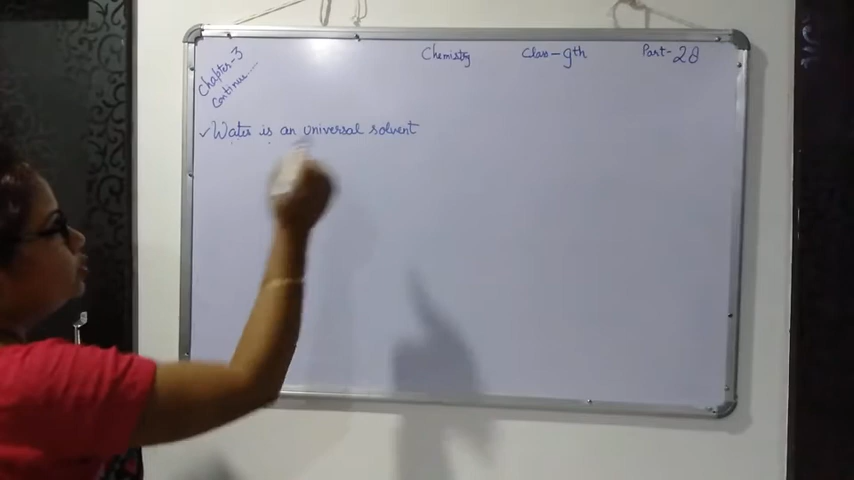 Chapter-3
Continue.....
Chemistry Class-9th Part-28
✓ Water is an universal solvent